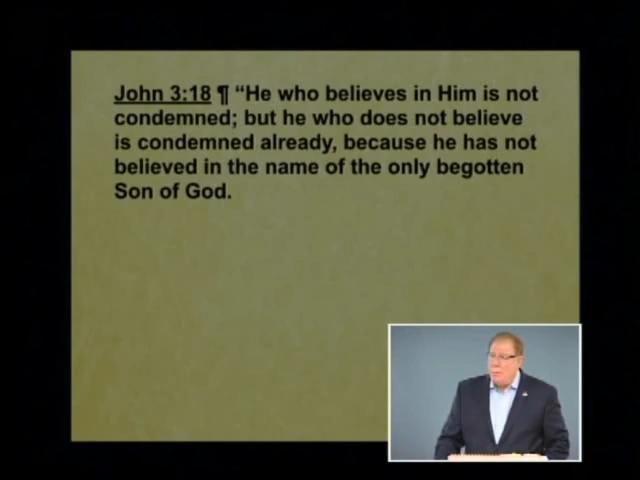 John 3:18 ¶ “He who believes in Him is not
condemned; but he who does not believe
is condemned already, because he has not
believed in the name of the only begotten
Son of God.